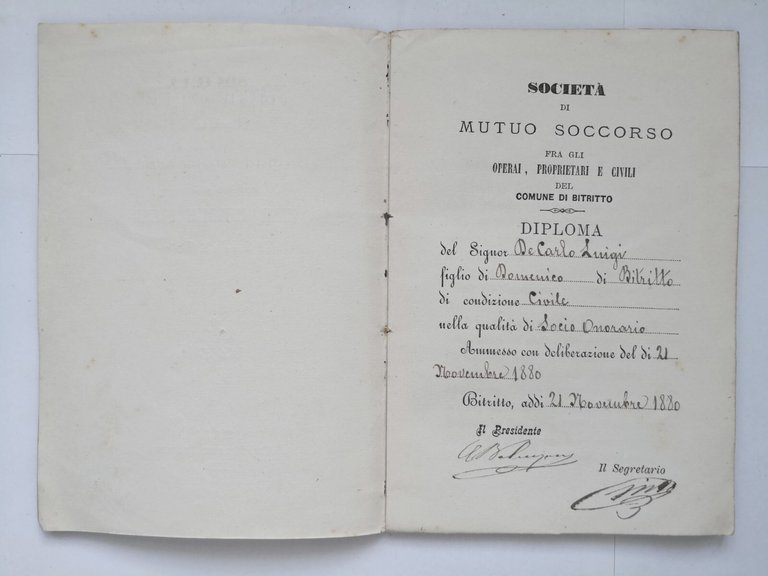 SOCIETÀ
DI
MUTUO SOCCORSO
FRA GLI
OPERAI, PROPRIETARI E CIVILI
DEL
COMUNE DI BITRITTO
DIPLOMA
del Signor De Carlo Luigi
figlio di Domenico di Bitritto
di condizione Civile
nella qualità di Socio Onorario
Ammesso con deliberazione del di 21
Novembre 1880
Bitritto, addi 21 Novembre 1880
Il Presidente
Il Segretario